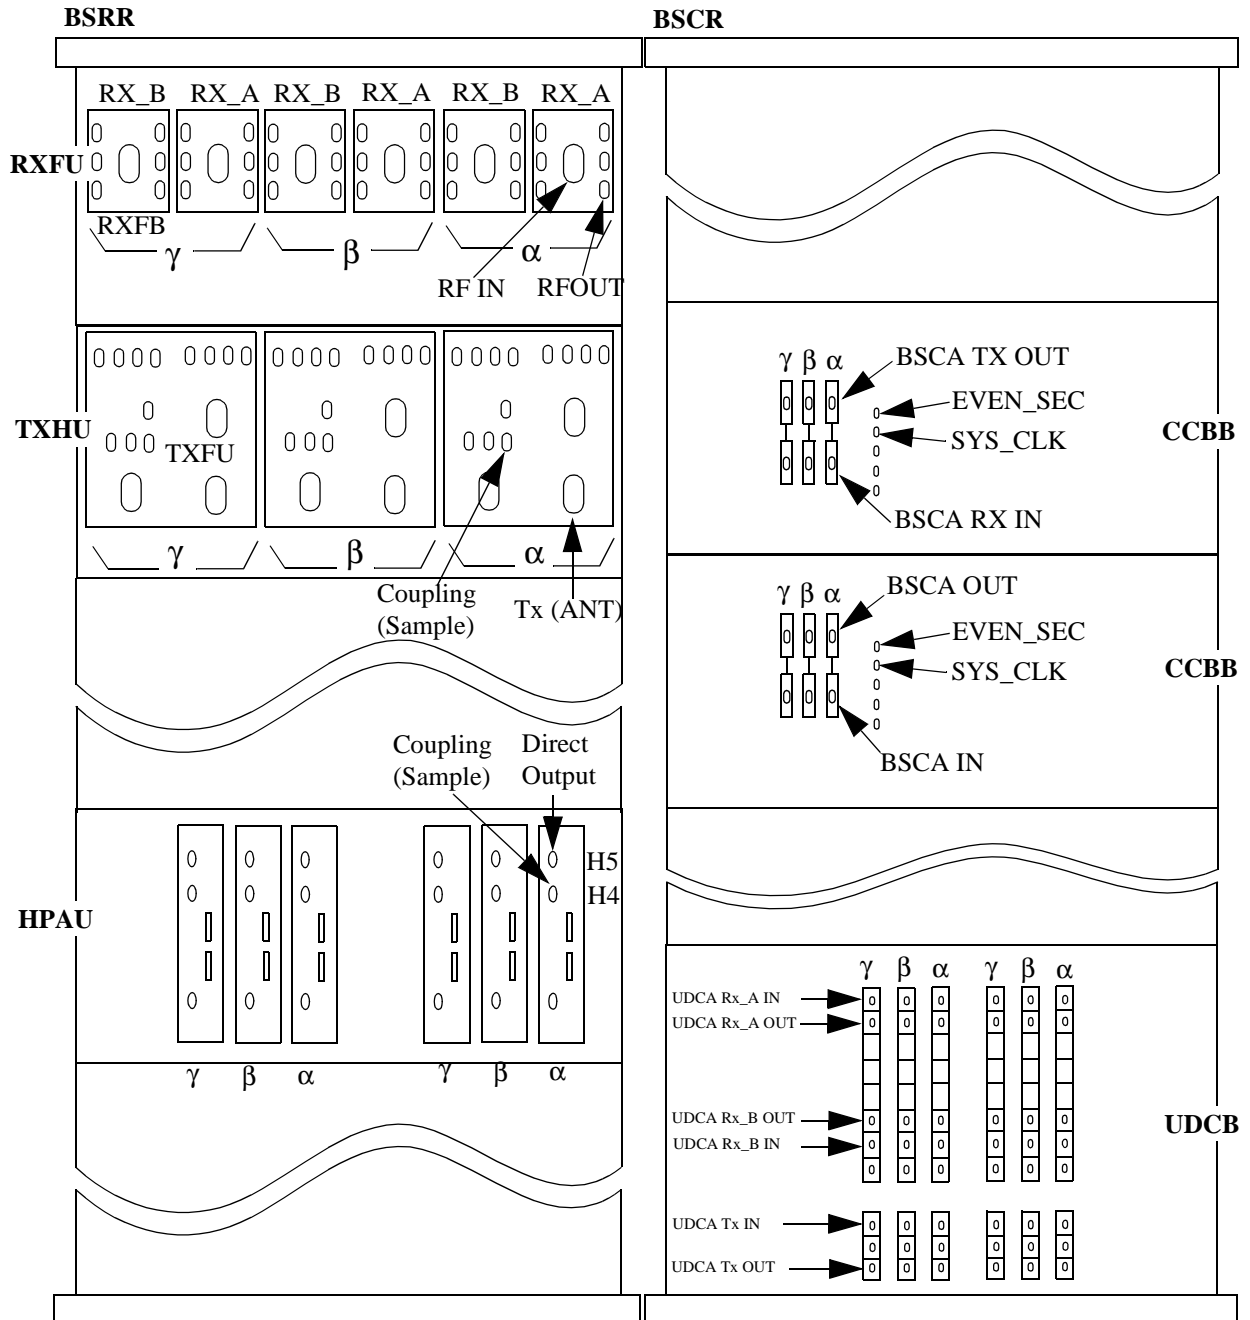 BSRR
RX_B RX_A RX_B RX_A RX_B RX_A
RXFU
RXFB
γ β α
RF IN RFOUT
TXHU
TXFU
γ β α
Coupling
(Sample)
Tx (ANT)
Coupling
(Sample)
Direct
Output
H5
H4
HPAU
γ β α γ β α
BSCR
γ β α
BSCA TX OUT
EVEN_SEC
SYS_CLK
CCBB
BSCA RX IN
γ β α
BSCA OUT
EVEN_SEC
SYS_CLK
CCBB
BSCA IN
γ β α γ β α
UDCA Rx_A IN
UDCA Rx_A OUT
UDCA Rx_B OUT
UDCB
UDCA Rx_B IN
UDCA Tx IN
UDCA Tx OUT